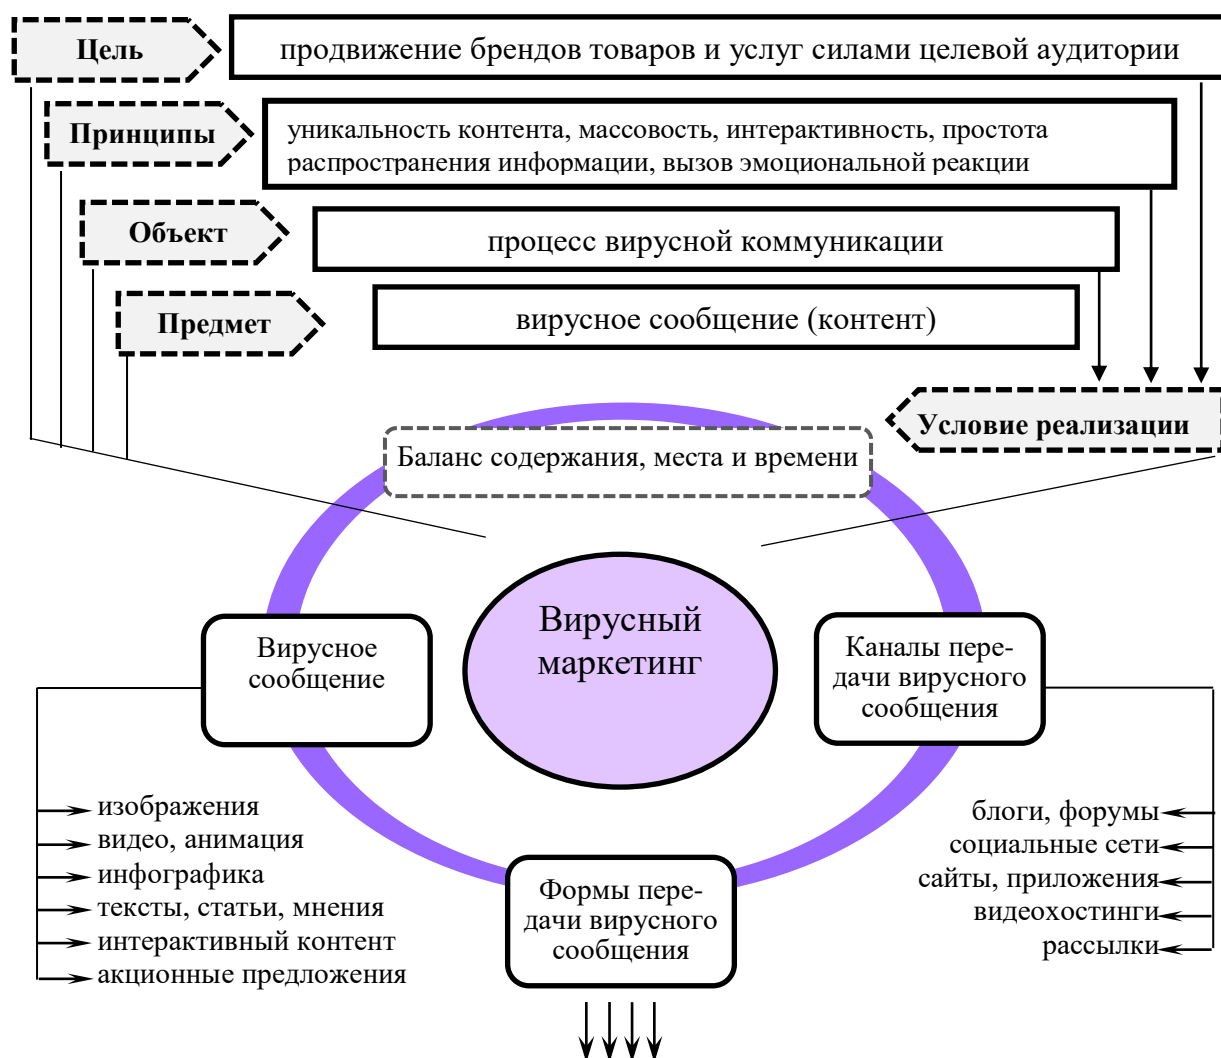 Цель
продвижение брендов товаров и услуг силами целевой аудитории
Принципы
уникальность контента, массовость, интерактивность, простота
распространения информации, вызов эмоциональной реакции
Объект
процесс вирусной коммуникации
Предмет
вирусное сообщение (контент)
Условие реализации
Баланс содержания, места и времени
Вирусный
маркетинг
Вирусное
сообщение
Каналы пере-
дачи вирусного
сообщения
изображения
видео, анимация
инфографика
тексты, статьи, мнения
интерактивный контент
акционные предложения
Формы пере-
дачи вирусного
сообщения
блоги, форумы
социальные сети
сайты, приложения
видеохостинги
рассылки